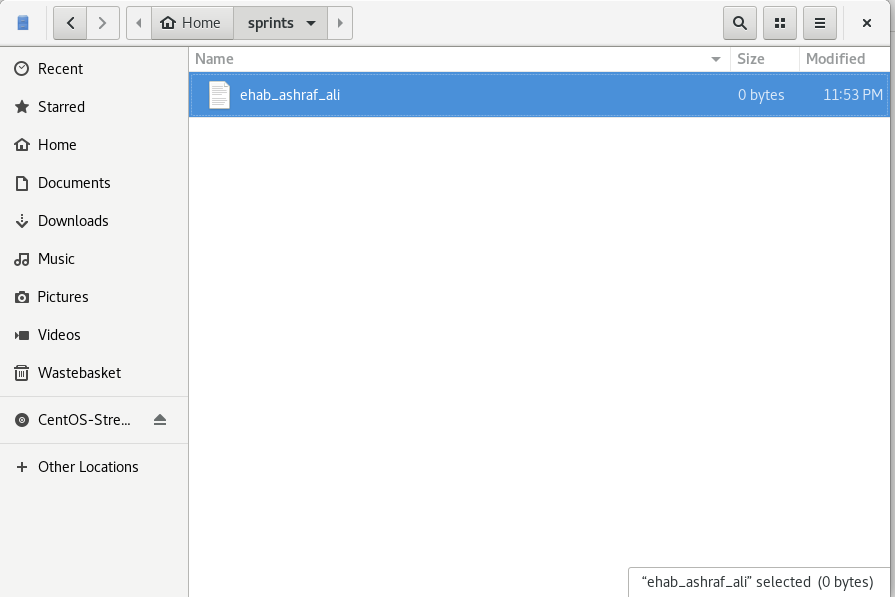 Home sprints
Name Size Modified
ehab_ashraf_ali 0 bytes 11:53 PM
Recent
Starred
Home
Documents
Downloads
Music
Pictures
Videos
Wastebasket
CentOS-Stre...
Other Locations
“ehab_ashraf_ali” selected (0 bytes)